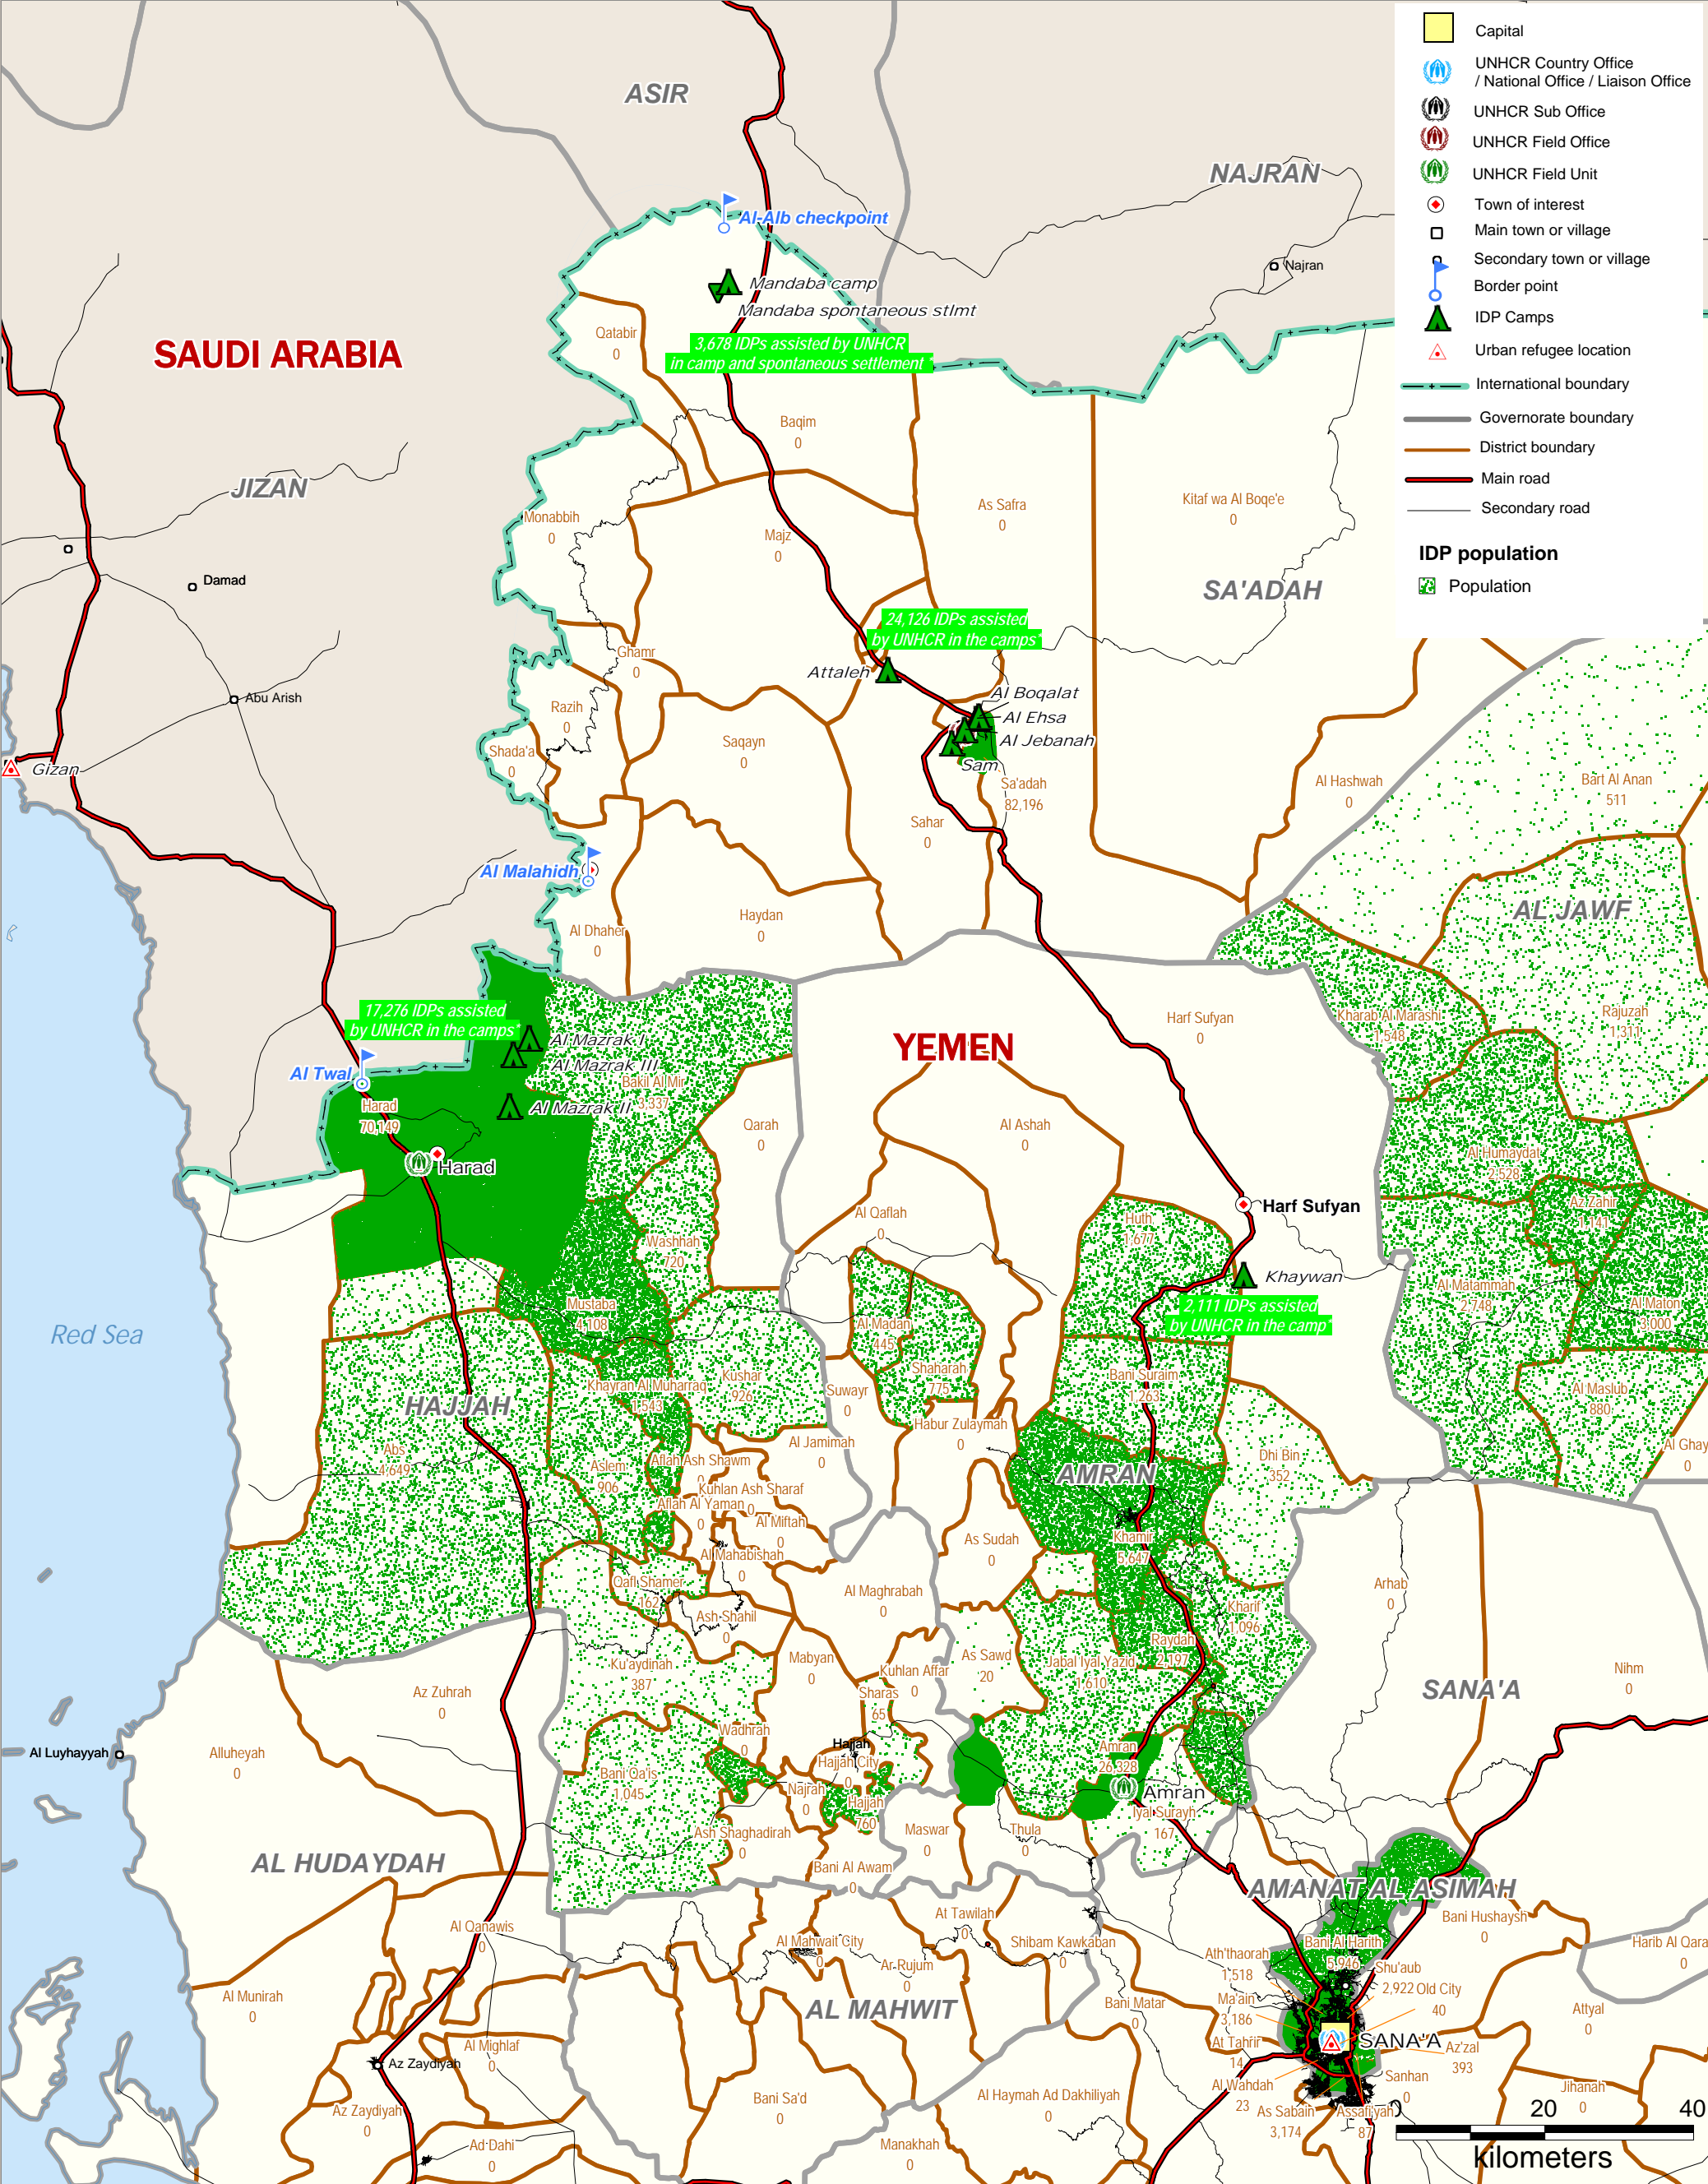 Capital
UNHCR Country Office
/ National Office / Liaison Office
UNHCR Sub Office
UNHCR Field Office
UNHCR Field Unit
Town of interest
Main town or village
Secondary town or village
Border point
IDP Camps
Urban refugee location
International boundary
Governorate boundary
District boundary
Main road
Secondary road
IDP population
Population
ASIR
NAJRAN
Al-Alb checkpoint
Najran
Mandaba camp
Mandaba spontaneous stlmt
Qatabir
0
3,678 IDPs assisted by UNHCR
in camp and spontaneous settlement *
SAUDI ARABIA
Baqim
0
JIZAN
Monabbih
0
As Safra
0
Kitaf wa Al Boqe'e
0
Majz
0
Damad
SA'ADAH
24,126 IDPs assisted
by UNHCR in the camps*
Ghamr
0
Attaleh
Abu Arish
Razih
0
Al Boqalat
Al Ehsa
Al Jebanah
Sam
Shada'a
0
Saqayn
0
Gizan
Sa'adah
82,196
Al Hashwah
0
Bart Al Anan
511
Sahar
0
Al Malahidh
Haydan
0
Al Dhaher
0
AL JAWF
17,276 IDPs assisted
by UNHCR in the camps*
Al Mazrak I
Al Mazrak III
Al Mazrak II
YEMEN
Harf Sufyan
0
Kharab Al Marashi
1,548
Rajuzah
1,311
Al Twal
Harad
70,149
Bakil Al Mir
3,337
Qarah
0
Al Ashah
0
Harad
Al Humaydat
2,528
Az Zahir
1,141
Harf Sufyan
Al Qaflah
0
Huth
1,677
Washhah
720
Khaywan
2,111 IDPs assisted
by UNHCR in the camp*
Al Matammah
2,748
Al Maton
3,000
Mustaba
4,108
Red Sea
Al Madan
445
Shaharah
775
Bani Suraim
1,263
Kushar
926
Khayran Al Muharraq
1,543
Suwayr
0
HAJJAH
Al Maslub
880
Habur Zulaymah
0
Al Jamimah
0
Al Ghay
0
Abs
4,649
Aslem
906
Aflah Ash Shawm
0
Kuhlan Ash Sharaf
0
Aflah Al Yaman
0
Al Miftah
0
AMRAN
Dhi Bin
352
As Sudah
0
Khamir
5,647
Al Mahabishah
0
Qafl Shamer
162
Al Maghrabah
0
Arhab
0
Ash Shahil
0
Kharif
1,096
Raydah
2,197
Ku'aydinah
387
Mabyan
0
Kuhlan Affar
0
As Sawd
20
Jabal Iyal Yazid
1,610
Sharas
65
SANA'A
Nihm
0
Az Zuhrah
0
Al Luhayyah
Alluheyah
0
Wadhrah
0
Hajjah
Hajjah City
0
Amran
26,328
Amran
Bani Qa'is
1,045
Najrah
0
Hajjah
760
Iyal Surayh
167
Ash Shaghadirah
0
Maswar
0
Thula
0
AL HUDAYDAH
Bani Al Awam
0
AMANAT AL ASIMAH
Al Qanawis
0
At Tawilah
0
Al Mahwait City
0
Shibam Kawkaban
0
Ar Rujum
0
Bani Hushaysh
0
Bani Al Harith
5,946
Ath'thaorah
1,518
Harib Al Qara
0
Shu'aub
2,922
Old City
40
Al Munirah
0
AL MAHWIT
Bani Matar
0
Ma'ain
3,186
Attyal
0
SANA'A
At Tahrir
14
Az'zal
393
Al Mighlaf
0
Az Zaydiyah
Al Wahdah
23
Sanhan
0
Jihanah
0
Bani Sa'd
0
Al Haymah Ad Dakhiliyah
0
Az Zaydiyah
0
As Sabain
3,174
Assafi'yah
87
0 20 40
kilometers
Ad Dahi
0
Manakhah
0